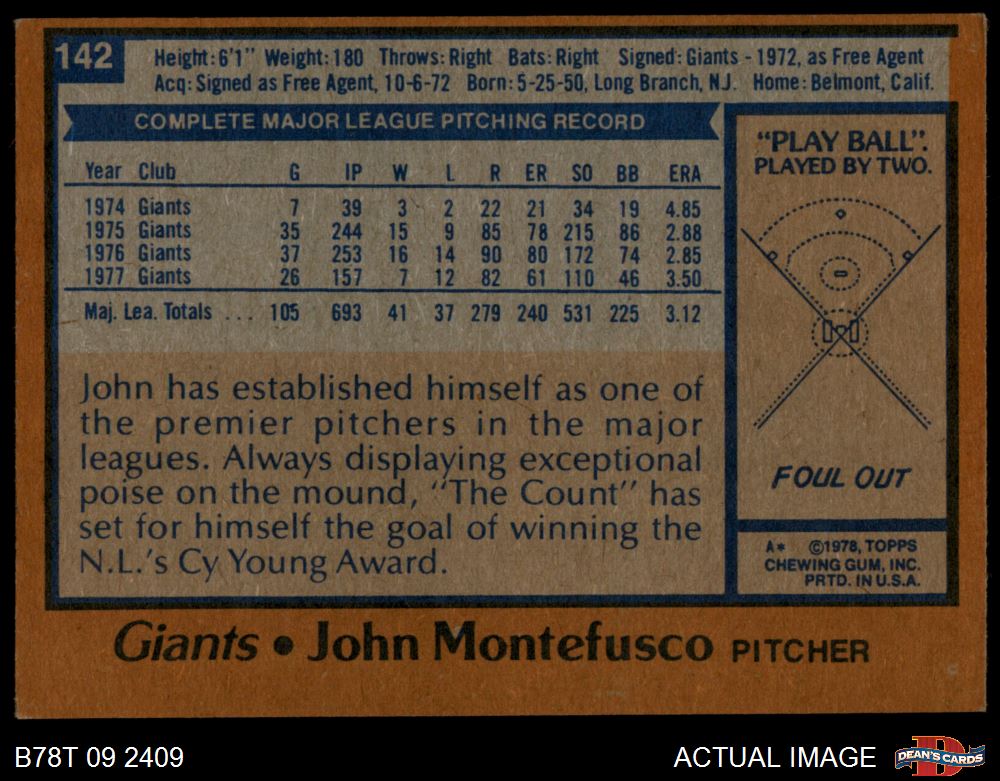 142
Height: 6'1" Weight: 180 Throws: Right Bats: Right Signed: Giants - 1972, as Free Agent
Acq: Signed as Free Agent, 10-6-72 Born: 5-25-50, Long Branch, N.J. Home: Belmont, Calif.
COMPLETE MAJOR LEAGUE PITCHING RECORD
Year Club G IP W L R ER SO BB ERA
1974 Giants 7 39 3 2 22 21 34 19 4.85
1975 Giants 35 244 15 9 85 78 215 86 2.88
1976 Giants 37 253 16 14 90 80 172 74 2.85
1977 Giants 26 157 7 12 82 61 110 46 3.50
Maj. Lea. Totals ... 105 693 41 37 279 240 531 225 3.12
John has established himself as one of
the premier pitchers in the major
leagues. Always displaying exceptional
poise on the mound, "The Count" has
set for himself the goal of winning the
N.L.'s Cy Young Award.
"PLAY BALL":
PLAYED BY TWO.
FOUL OUT
A* ©1978, TOPPS
CHEWING GUM, INC.
PRTD. IN U.S.A.
Giants • John Montefusco PITCHER
B78T 09 2409
ACTUAL IMAGE
D
DEAN'S CARDS